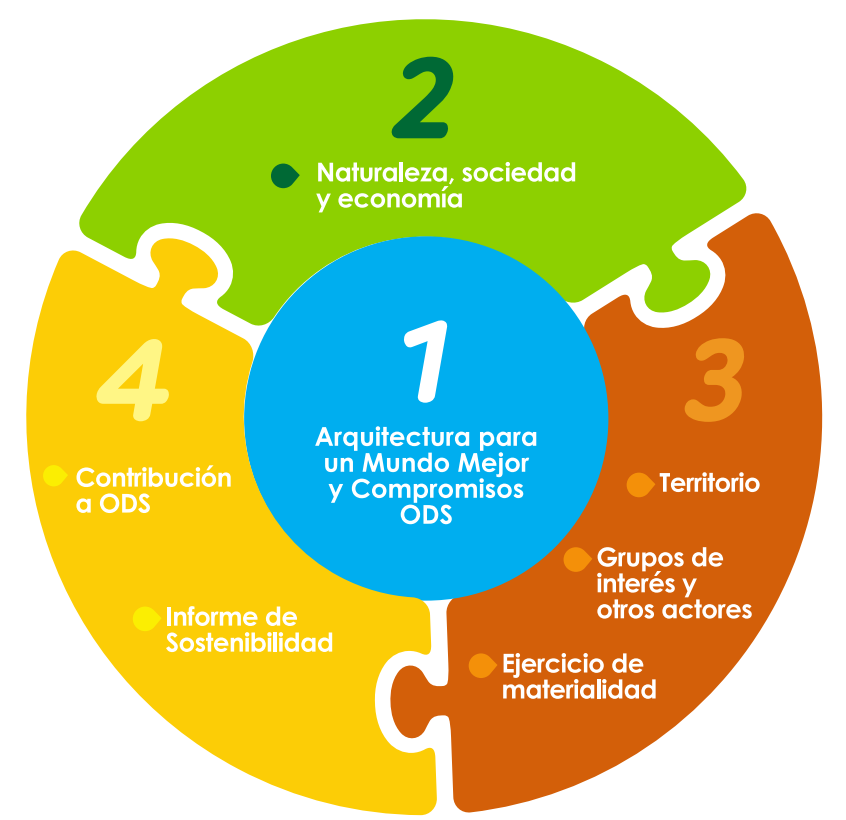 1
Arquitectura para
un Mundo Mejor
y Compromisos
ODS
2
Naturaleza, sociedad
y economía
3
Territorio
Grupos de
interés y
otros actores
Ejercicio de
materialidad
4
Contribución
a ODS
Informe de
Sostenibilidad